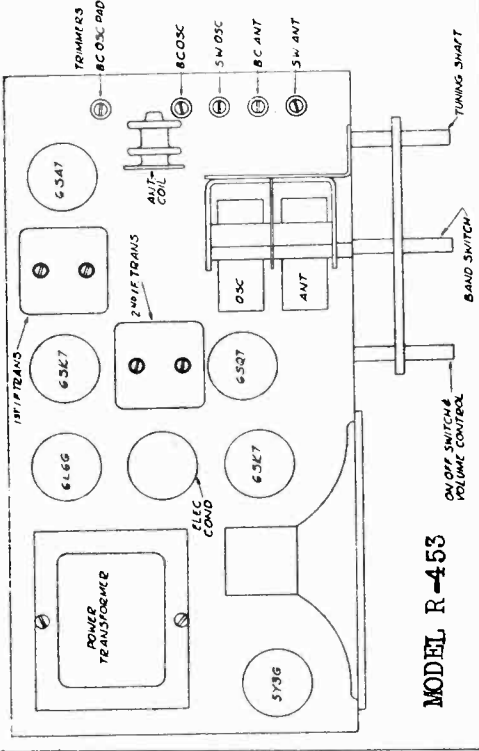 TRIMMERS
BC OSC PAD
BC OSC
SW OSC
BC ANT
SW ANT
TUNING SHAFT
6SA7
ANT-
COIL
1ST IF TRANS
2ND IF TRANS
OSC
ANT
BAND SWITCH
6SK7
6SQ7
6L6G
ELEC
COND
6SK7
ON OFF SWITCH &
VOLUME CONTROL
POWER
TRANSFORMER
5Y3G
MODEL R-453